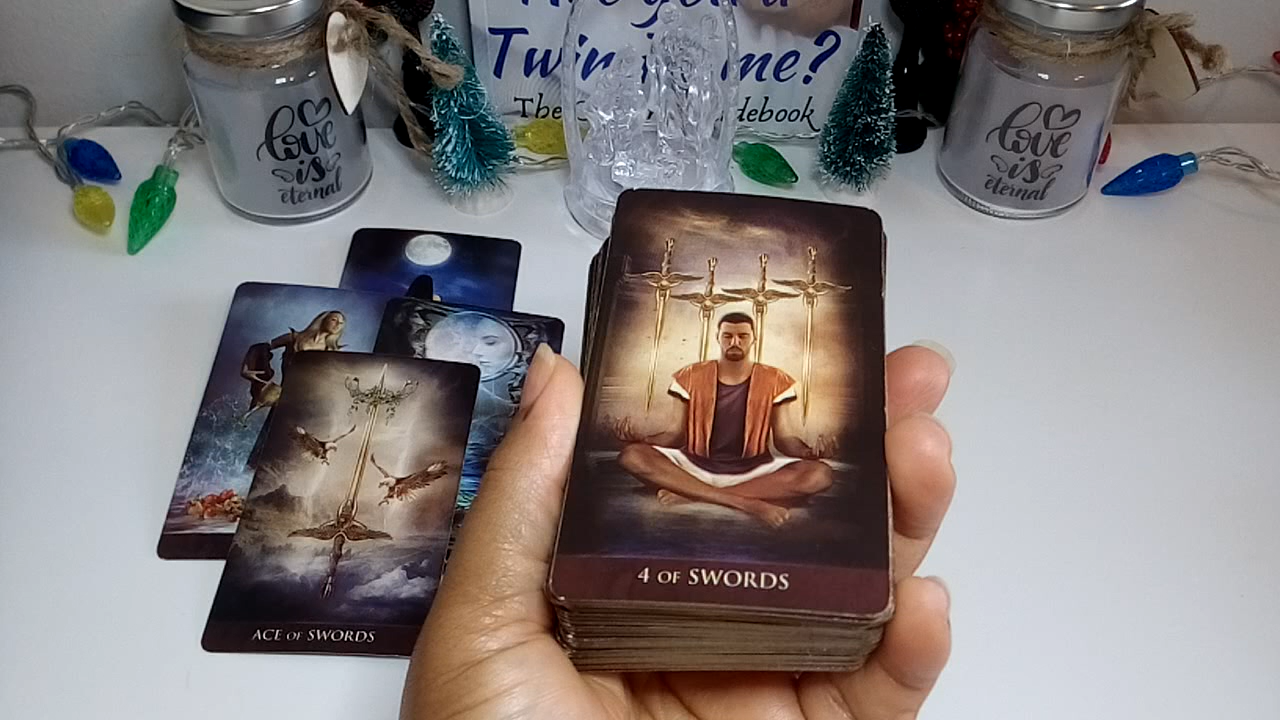 Twin
me?
The
debook
love
is
eternal
love
is
eternal
4 OF SWORDS
ACE OF SWORDS